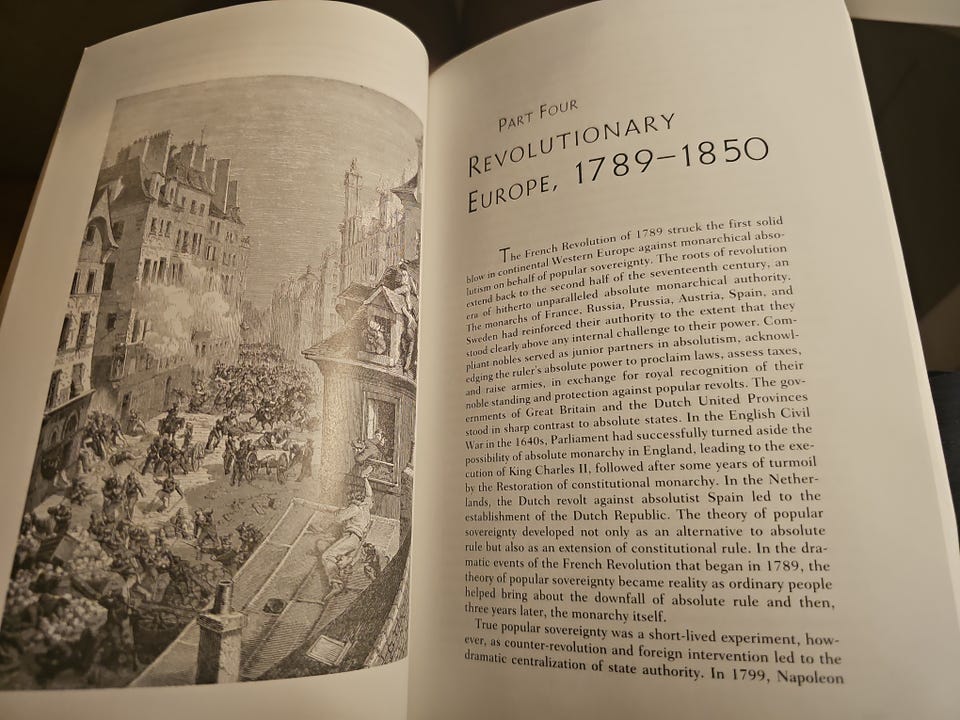 PART FOUR
REVOLUTIONARY
EUROPE, 1789–1850
The French Revolution of 1789 struck the first solid
blow in continental Western Europe against monarchical abso-
lutism on behalf of popular sovereignty. The roots of revolution
extend back to the second half of the seventeenth century, an
era of hitherto unparalleled absolute monarchical authority.
The monarchs of France, Russia, Prussia, Austria, Spain, and
Sweden had reinforced their authority to the extent that they
stood clearly above any internal challenge to their power. Com-
pliant nobles served as junior partners in absolutism, acknowl-
edging the ruler's absolute power to proclaim laws, assess taxes,
and raise armies, in exchange for royal recognition of their
noble standing and protection against popular revolts. The gov-
ernments of Great Britain and the Dutch United Provinces
stood in sharp contrast to absolute states. In the English Civil
War in the 1640s, Parliament had successfully turned aside the
possibility of absolute monarchy in England, leading to the exe-
cution of King Charles II, followed after some years of turmoil
by the Restoration of constitutional monarchy. In the Nether-
lands, the Dutch revolt against absolutist Spain led to the
establishment of the Dutch Republic. The theory of popular
sovereignty developed not only as an alternative to absolute
rule but also as an extension of constitutional rule. In the dra-
matic events of the French Revolution that began in 1789, the
theory of popular sovereignty became reality as ordinary people
helped bring about the downfall of absolute rule and then,
three years later, the monarchy itself.
True popular sovereignty was a short-lived experiment, how-
ever, as counter-revolution and foreign intervention led to the
dramatic centralization of state authority. In 1799, Napoleon